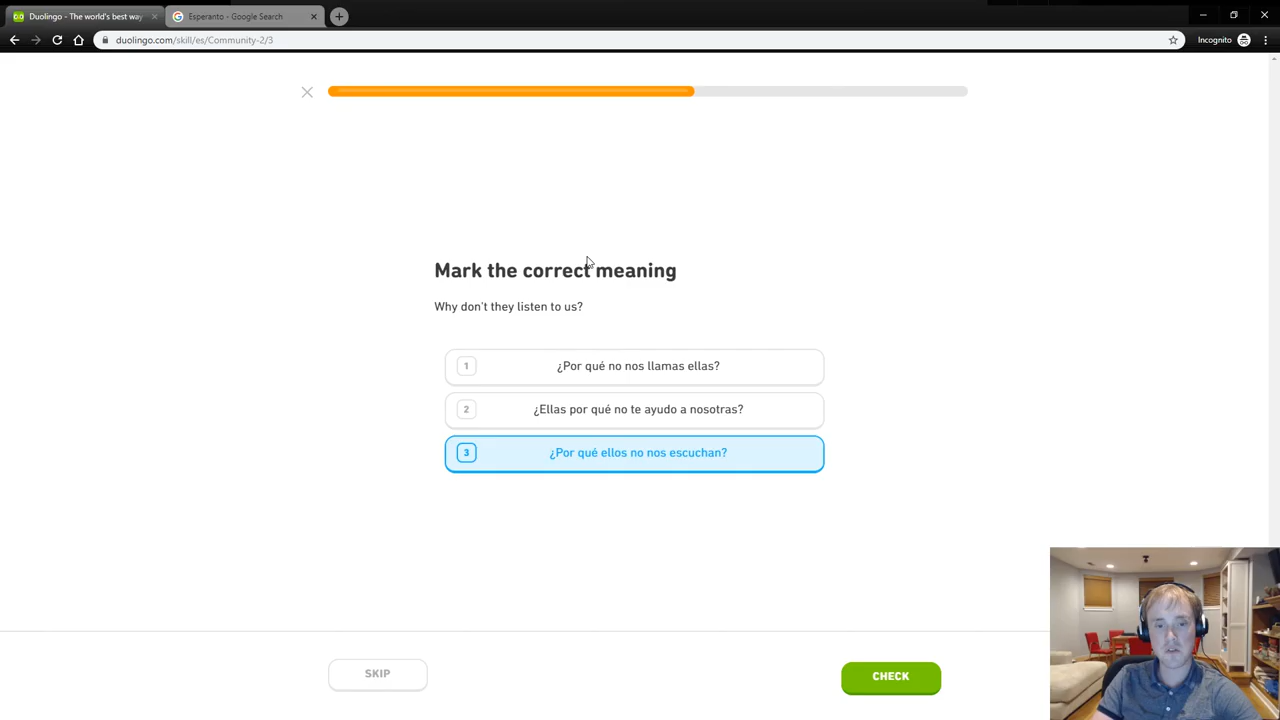 Duolingo - The world's best way
Esperanto - Google Search
duolingo.com/skill/es/Community-2/3
Incognito
Mark the correct meaning
Why don't they listen to us?
1 ¿Por qué no nos llamas ellas?
2 ¿Ellas por qué no te ayudo a nosotras?
3 ¿Por qué ellos no nos escuchan?
SKIP
CHECK